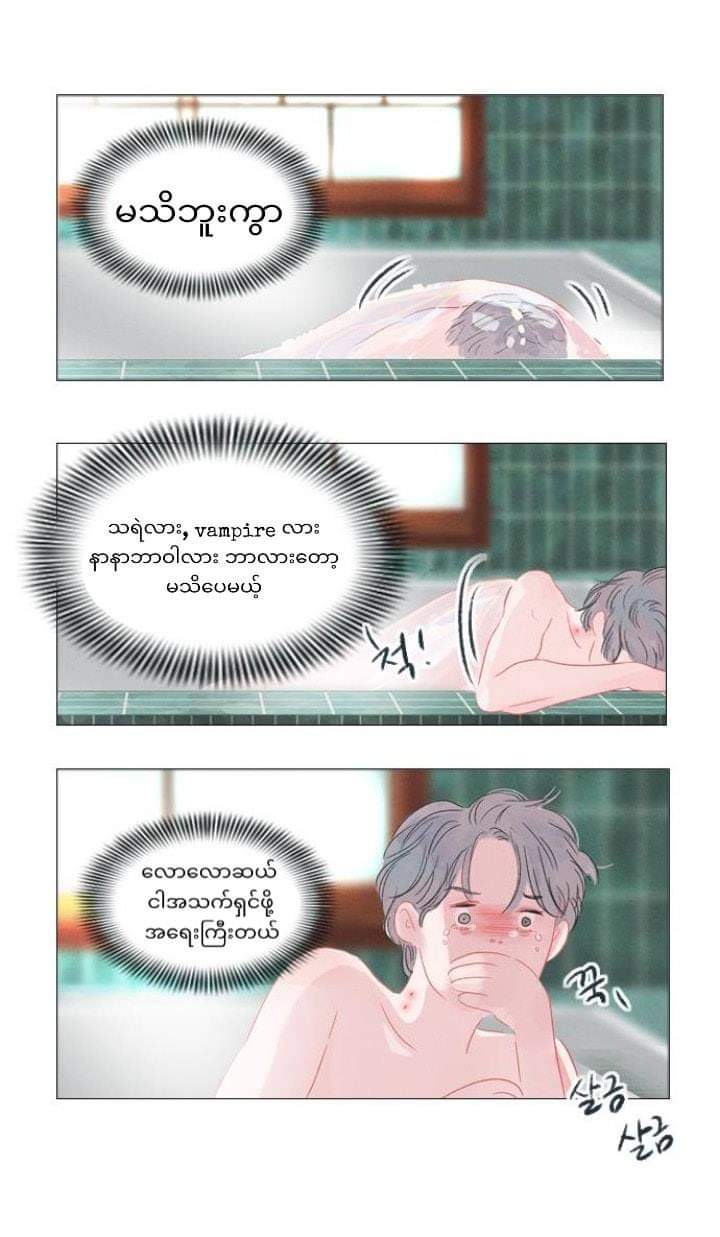 မသိဘူးကွာ
သရဲလား, vampire လား
နာနာဘာဝါလား ဘာလားတော့
မသိပေမယ့်
적!
လောလောဆယ်
ငါအသက်ရှင်ဖို့
အရေးကြီးတယ်
꾹,
살금
살금